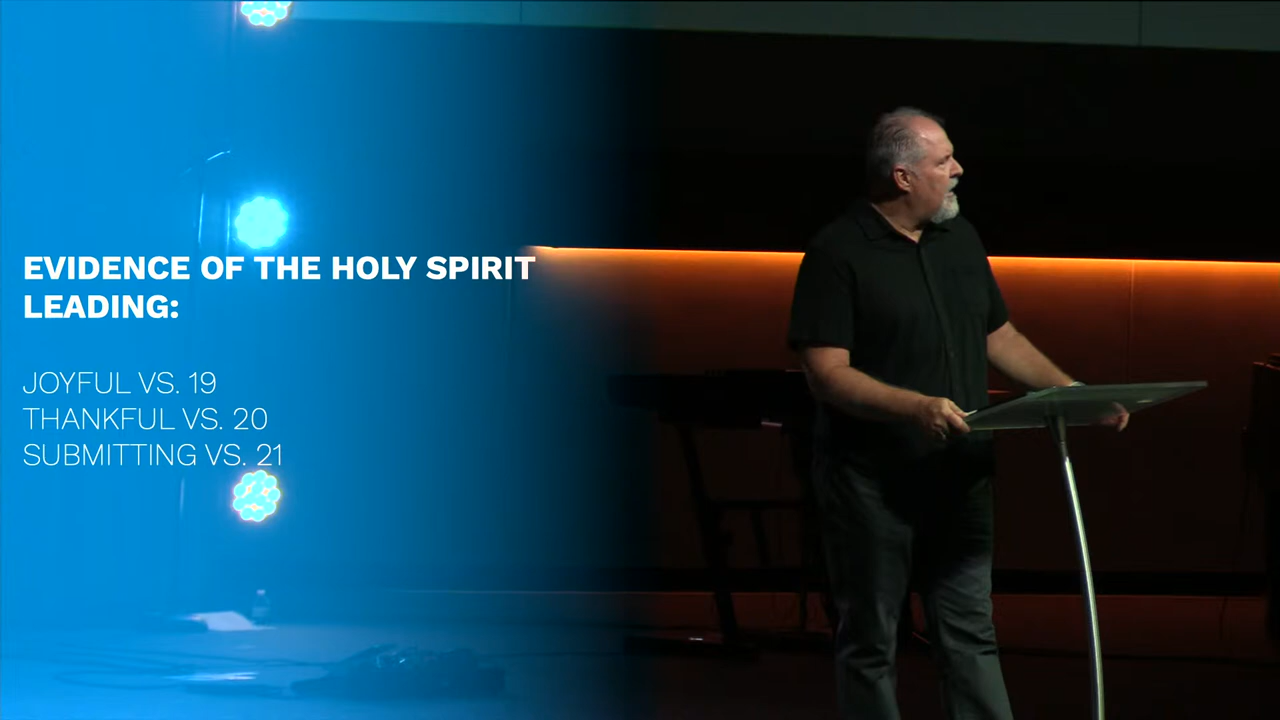 EVIDENCE OF THE HOLY SPIRIT
LEADING:
JOYFUL VS. 19
THANKFUL VS. 20
SUBMITTING VS. 21